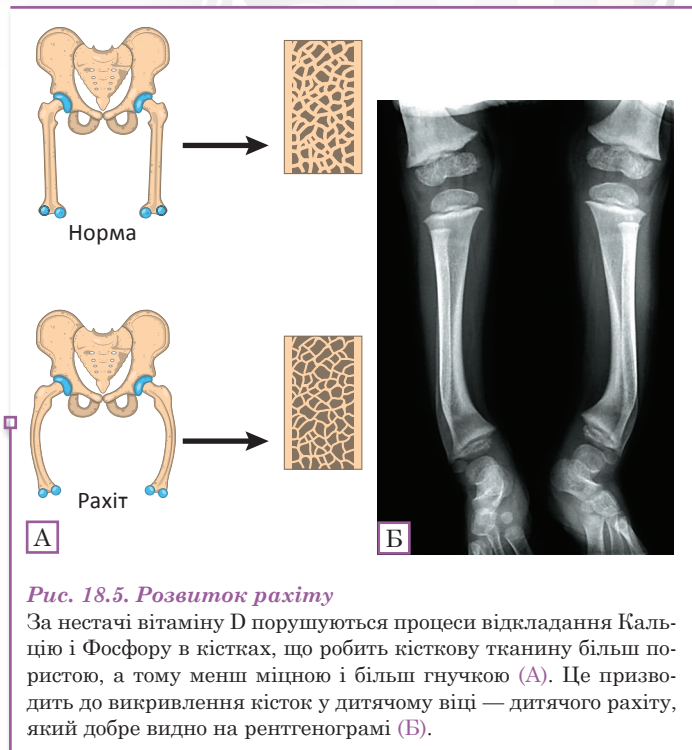 Норма
Рахіт
А
Б
Рис. 18.5. Розвиток рахіту
За нестачі вітаміну D порушуються процеси відкладання Каль-
цію і Фосфору в кістках, що робить кісткову тканину більш по-
ристою, а тому менш міцною і більш гнучкою (А). Це призво-
дить до викривлення кісток у дитячому віці — дитячого рахіту,
який добре видно на рентгенограмі (Б).